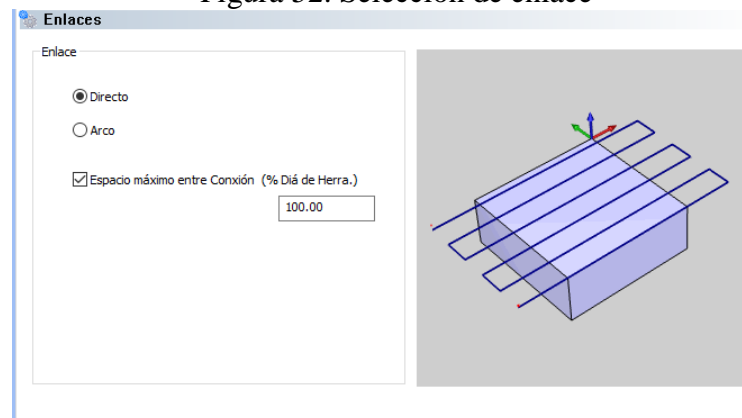 Figura 32. Selección de enlace
Enlaces
Enlace
Directo
Arco
Espacio máximo entre Conxión (% Diá de Herra.)
100.00